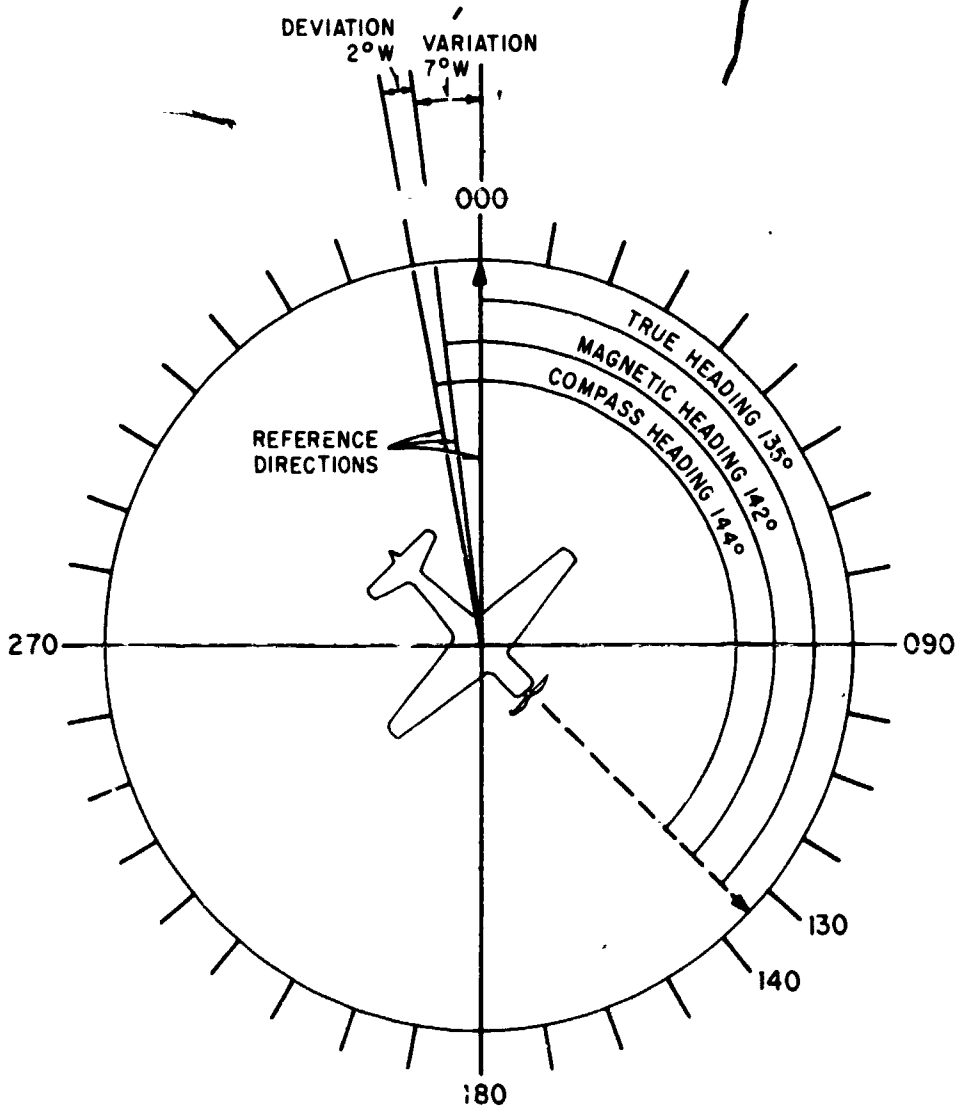 DEVIATION
2°W
VARIATION
7°W
000
TRUE HEADING 135°
MAGNETIC HEADING 142°
COMPASS HEADING 144°
REFERENCE
DIRECTIONS
270
090
130
140
180